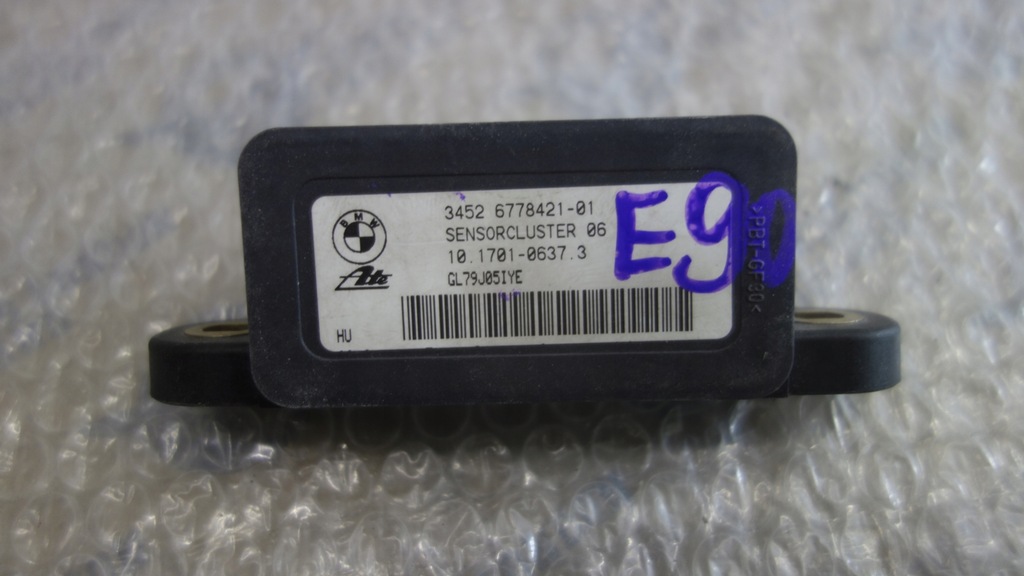 BMW
3452 6778421-01
SENSORCLUSTER 06
10.1701-0637.3
GL79J05IYE
Ate
HU
E90
>PBT-GF30<